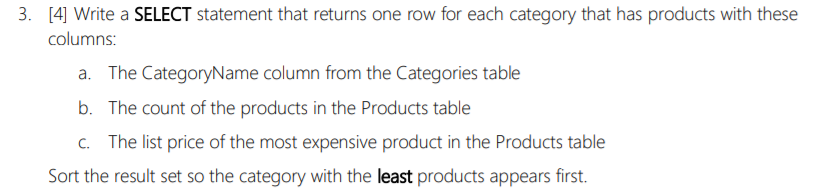 3. [4] Write a SELECT statement that returns one row for each category that has products with these
columns:
a. The CategoryName column from the Categories table
b. The count of the products in the Products table
c. The list price of the most expensive product in the Products table
Sort the result set so the category with the least products appears first.